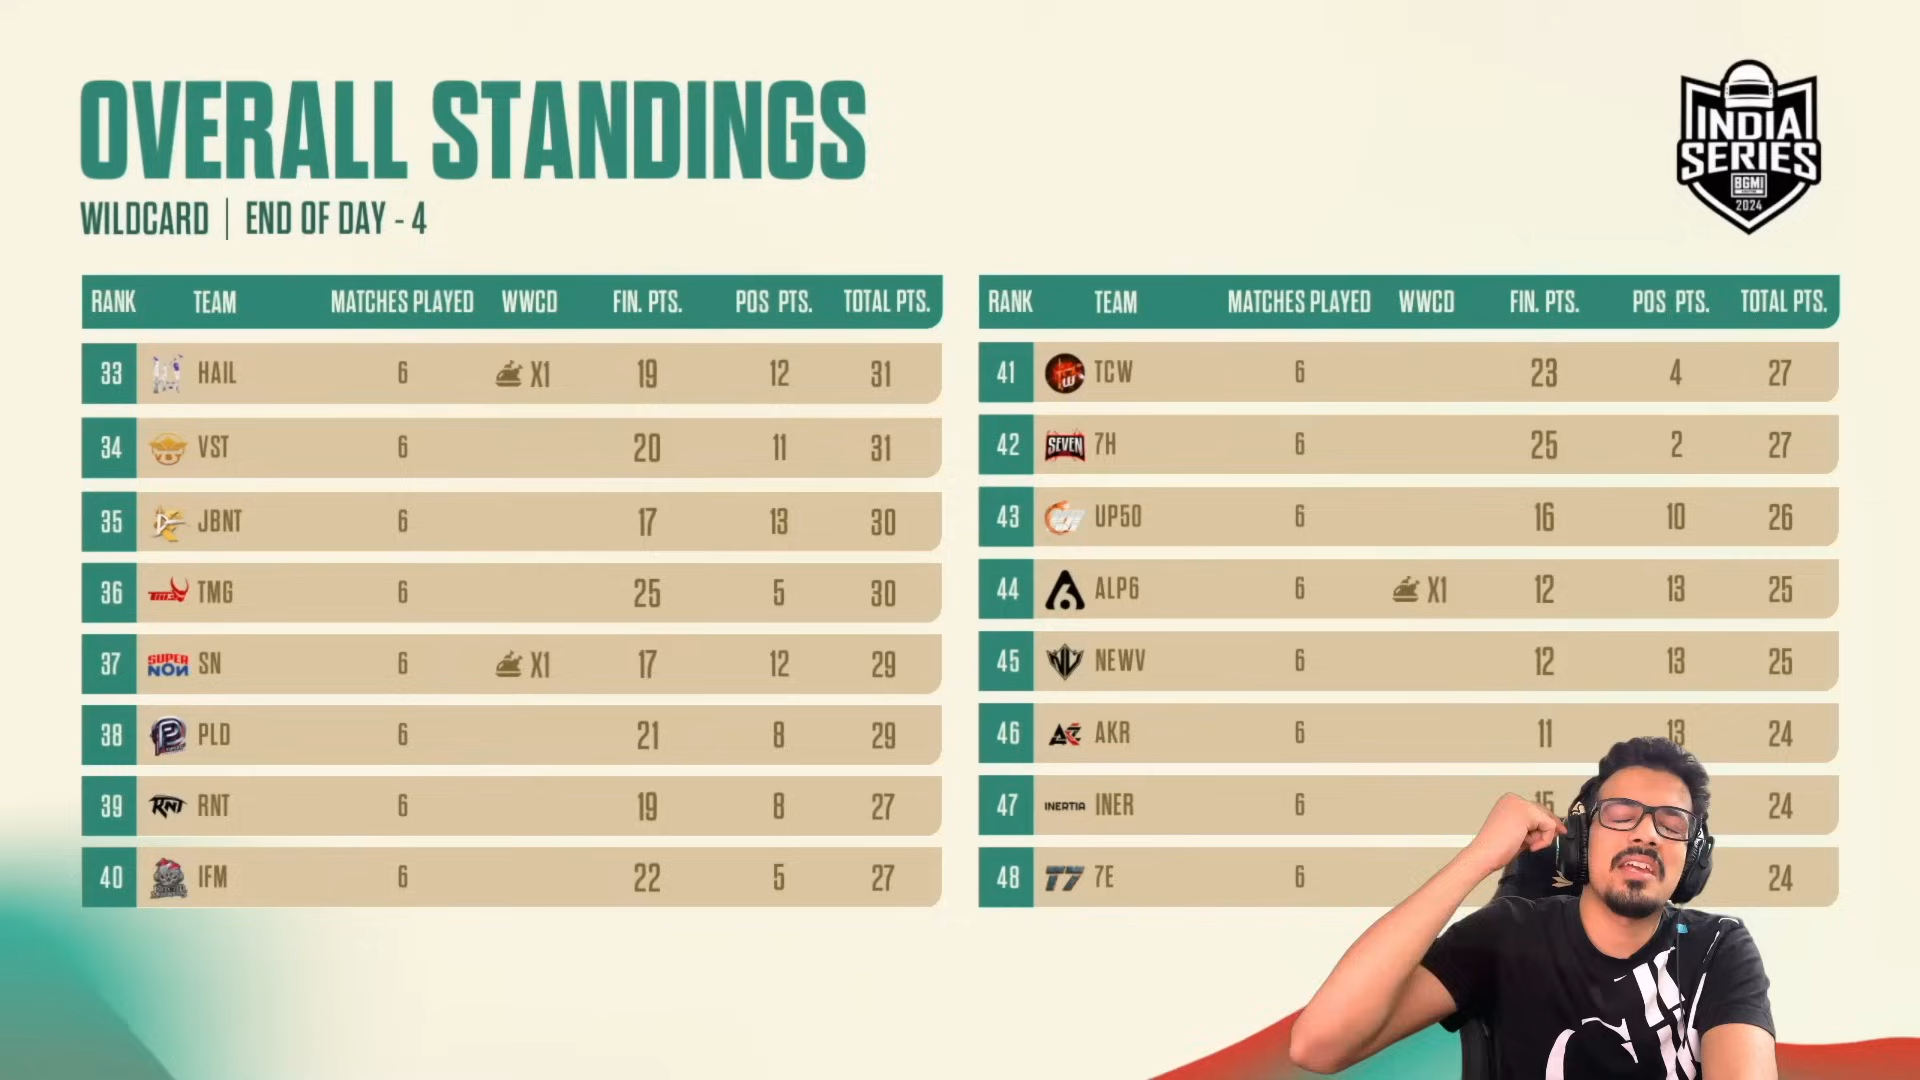 OVERALL STANDINGS
WILDCARD | END OF DAY - 4
INDIA
SERIES
BGMI
2024
RANK TEAM MATCHES PLAYED WWCD FIN. PTS. POS PTS. TOTAL PTS.
33 HAIL 6 X1 19 12 31
34 VST 6 20 11 31
35 JBNT 6 17 13 30
36 TMG 6 25 5 30
37 SUPER NON SN 6 X1 17 12 29
38 PLD 6 21 8 29
39 RNT RNT 6 19 8 27
40 IFM 6 22 5 27
RANK TEAM MATCHES PLAYED WWCD FIN. PTS. POS PTS. TOTAL PTS.
41 TCW 6 23 4 27
42 SEVEN 7H 6 25 2 27
43 UP50 6 16 10 26
44 ALP6 6 X1 12 13 25
45 NEWV 6 12 13 25
46 AKR 6 11 13 24
47 INERTIA INER 6 15 24
48 T7 7E 6 24